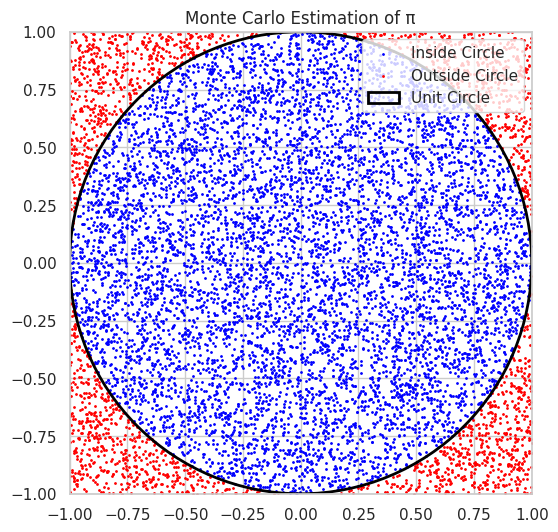 Monte Carlo Estimation of π
Inside Circle
Outside Circle
Unit Circle
1.00
0.75
0.50
0.25
0.00
−0.25
−0.50
−0.75
−1.00
−1.00 −0.75 −0.50 −0.25 0.00 0.25 0.50 0.75 1.00